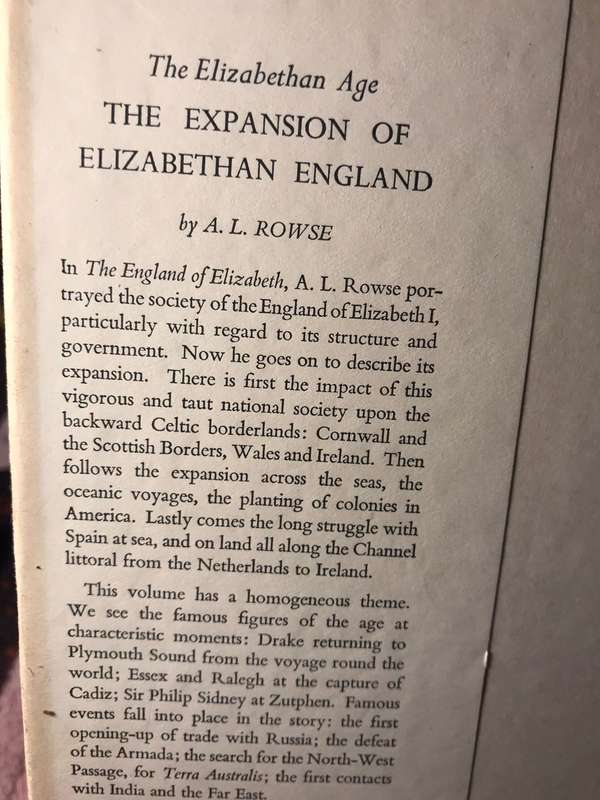 The Elizabethan Age
THE EXPANSION OF
ELIZABETHAN ENGLAND
by A. L. ROWSE
In The England of Elizabeth, A. L. Rowse por-
trayed the society of the England of Elizabeth I,
particularly with regard to its structure and
government. Now he goes on to describe its
expansion. There is first the impact of this
vigorous and taut national society upon the
backward Celtic borderlands: Cornwall and
the Scottish Borders, Wales and Ireland. Then
follows the expansion across the seas, the
oceanic voyages, the planting of colonies in
America. Lastly comes the long struggle with
Spain at sea, and on land all along the Channel
littoral from the Netherlands to Ireland.
This volume has a homogeneous theme.
We see the famous figures of the age at
characteristic moments: Drake returning to
Plymouth Sound from the voyage round the
world; Essex and Ralegh at the capture of
Cadiz; Sir Philip Sidney at Zutphen. Famous
events fall into place in the story: the first
opening-up of trade with Russia; the defeat
of the Armada; the search for the North-West
Passage, for Terra Australis; the first contacts
with India and the Far East.